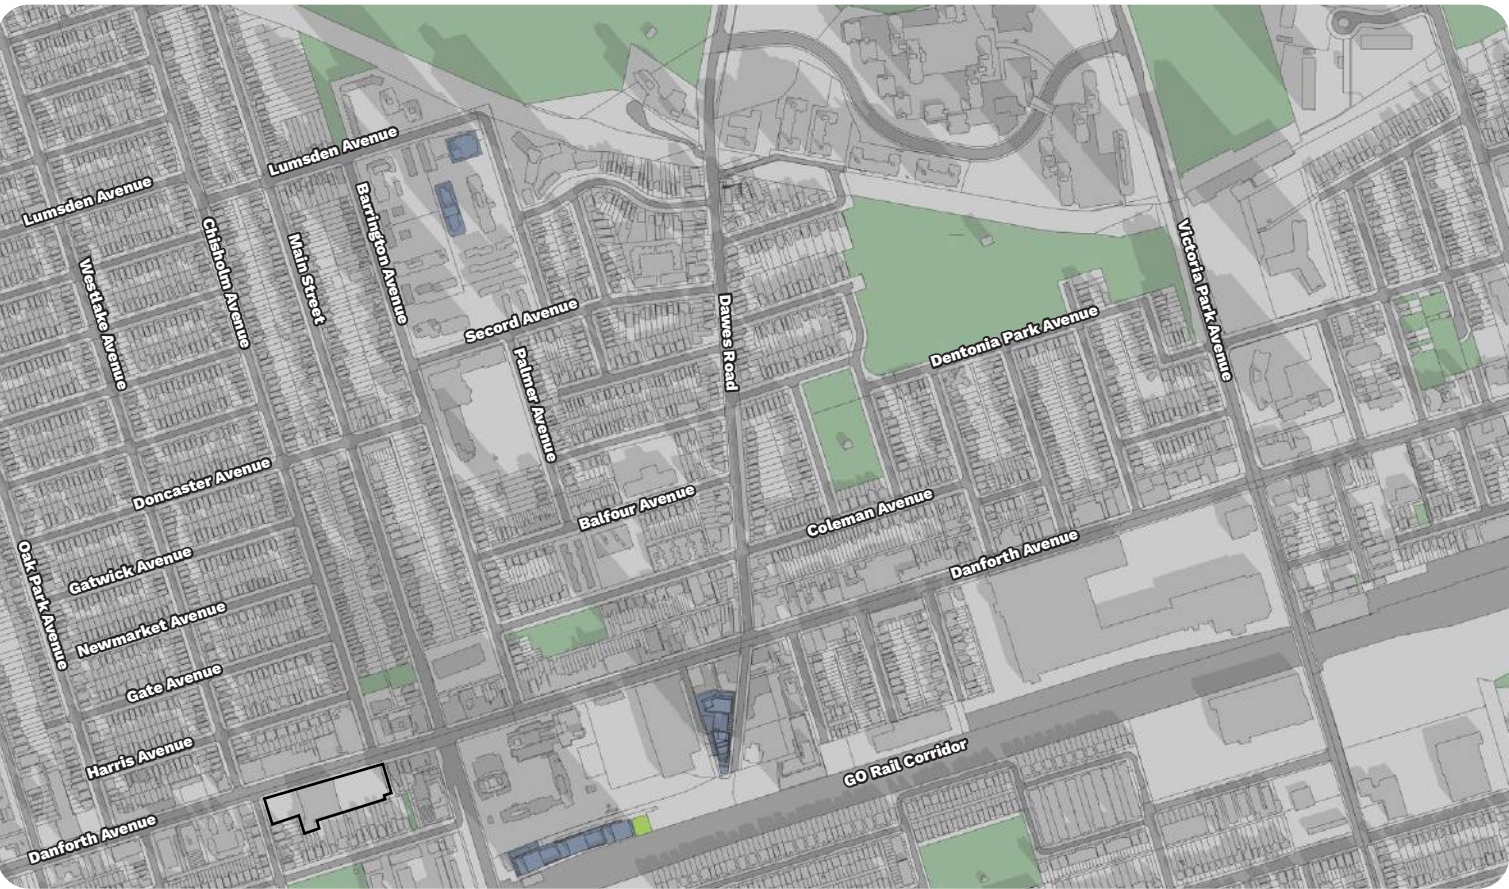 Lumsden Avenue
Lumsden Avenue
Barrington Avenue
Chisholm Avenue
Main Street
Westlake Avenue
Victoria Park Avenue
Secord Avenue
Dawes Road
Dentonia Park Avenue
Palmer Avenue
Doncaster Avenue
Balfour Avenue
Coleman Avenue
Oak Park Avenue
Gatwick Avenue
Danforth Avenue
Newmarket Avenue
Gate Avenue
Harris Avenue
GO Rail Corridor
Danforth Avenue